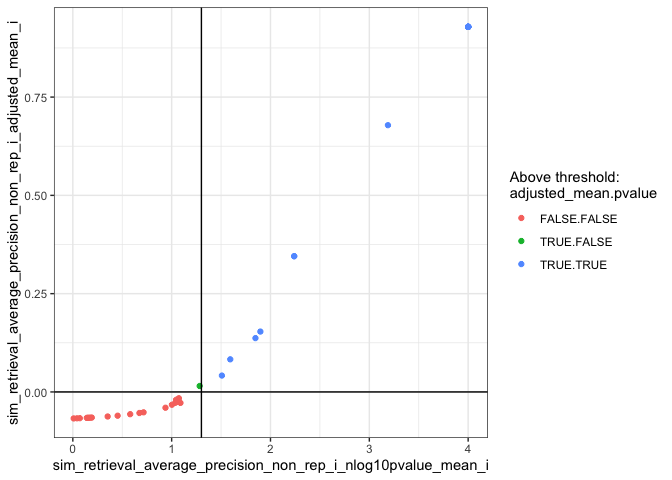 sim_retrieval_average_precision_non_rep_i_adjusted_mean_i
0.75
0.50
0.25
0.00
0
1
2
3
4
sim_retrieval_average_precision_non_rep_i_nlog10pvalue_mean_i
Above threshold:
adjusted_mean.pvalue
FALSE.FALSE
TRUE.FALSE
TRUE.TRUE